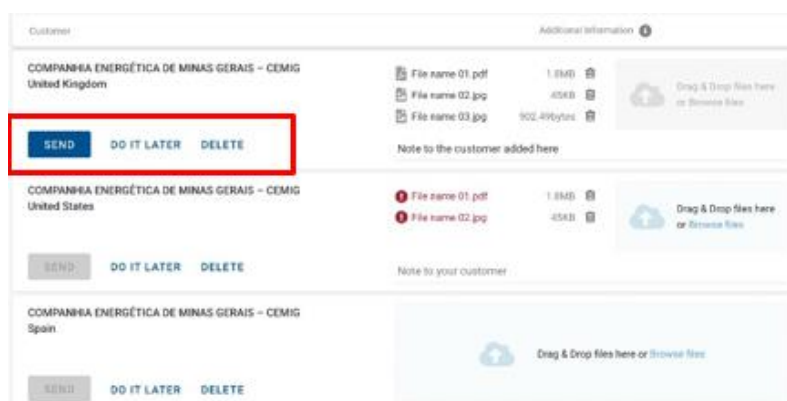 Customer
Additional Information
COMPANHIA ENERGÉTICA DE MINAS GERAIS – CEMIG
United Kingdom
File name 01.pdf 1.8MB
File name 02.jpg 45KB
File name 03.jpg 902.49bytes
Drag & Drop files here
or Browse files
SEND DO IT LATER DELETE
Note to the customer added here
COMPANHIA ENERGÉTICA DE MINAS GERAIS – CEMIG
United States
File name 01.pdf 1.8MB
File name 02.jpg 45KB
Drag & Drop files here
or Browse files
SEND DO IT LATER DELETE
Note to your customer
COMPANHIA ENERGÉTICA DE MINAS GERAIS – CEMIG
Spain
Drag & Drop files here or Browse files
SEND DO IT LATER DELETE